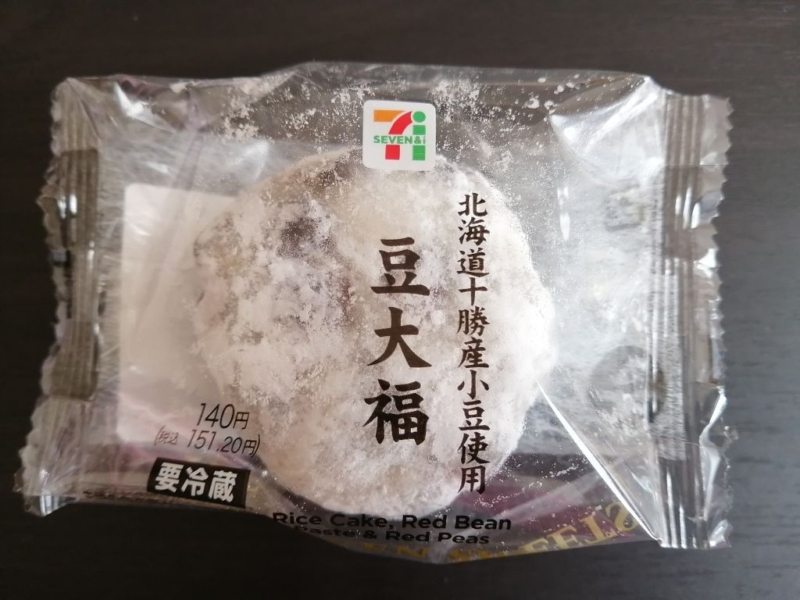 SEVEN&i
北海道十勝産小豆使用
豆大福
140円
(税込 151.20円)
要冷蔵
Rice Cake, Red Bean
Paste & Red Peas